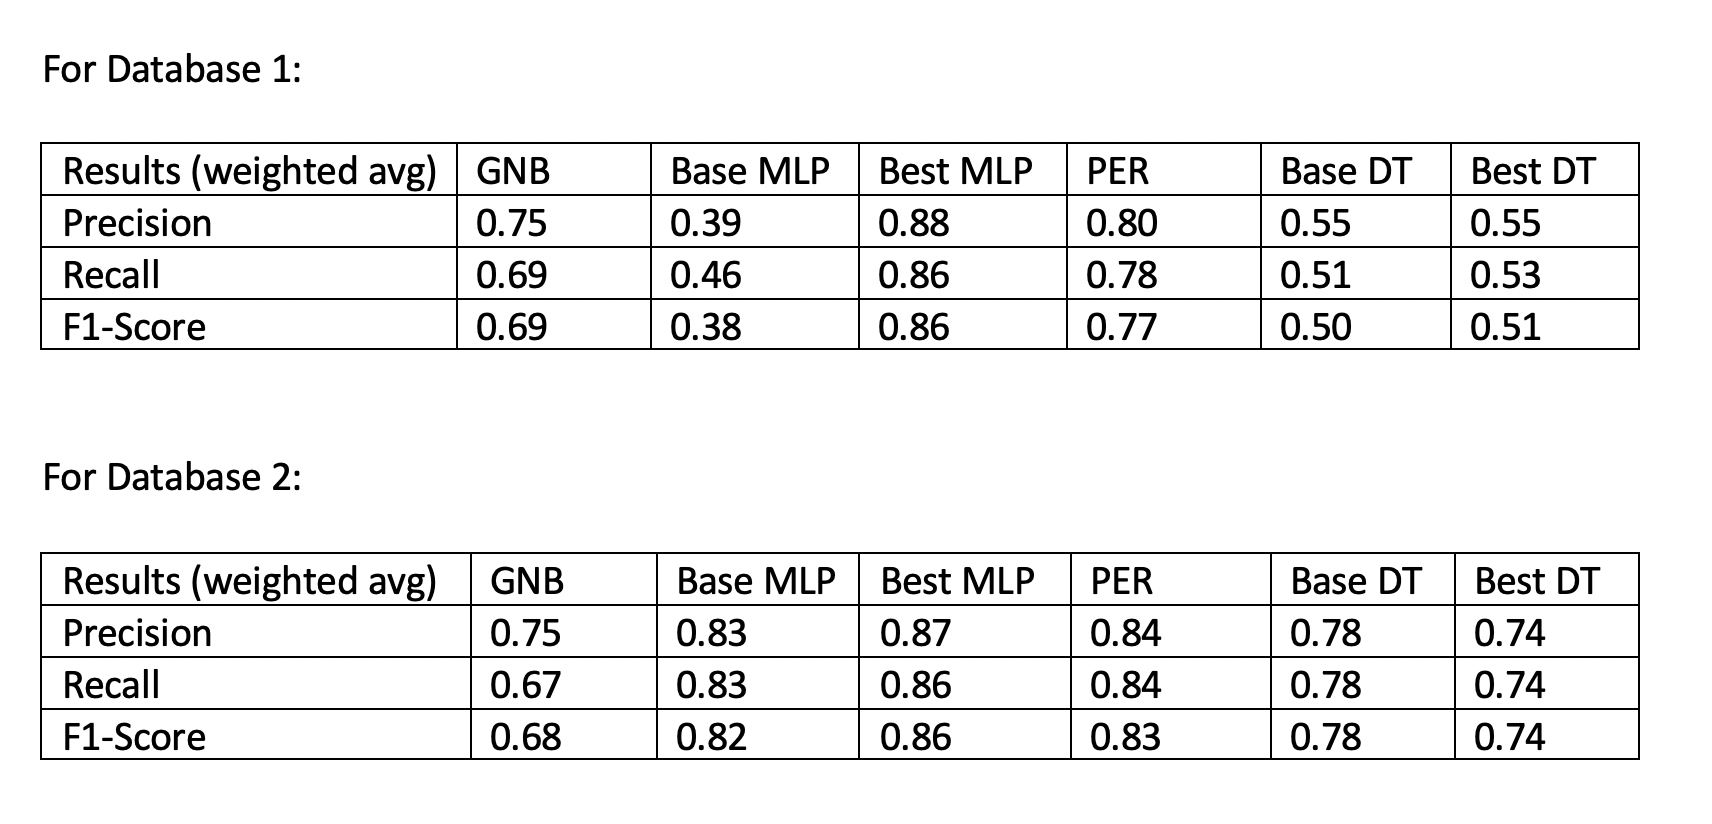 For Database 1:
Results (weighted avg) GNB Base MLP Best MLP PER Base DT Best DT
Precision 0.75 0.39 0.88 0.80 0.55 0.55
Recall 0.69 0.46 0.86 0.78 0.51 0.53
F1-Score 0.69 0.38 0.86 0.77 0.50 0.51
For Database 2:
Results (weighted avg) GNB Base MLP Best MLP PER Base DT Best DT
Precision 0.75 0.83 0.87 0.84 0.78 0.74
Recall 0.67 0.83 0.86 0.84 0.78 0.74
F1-Score 0.68 0.82 0.86 0.83 0.78 0.74